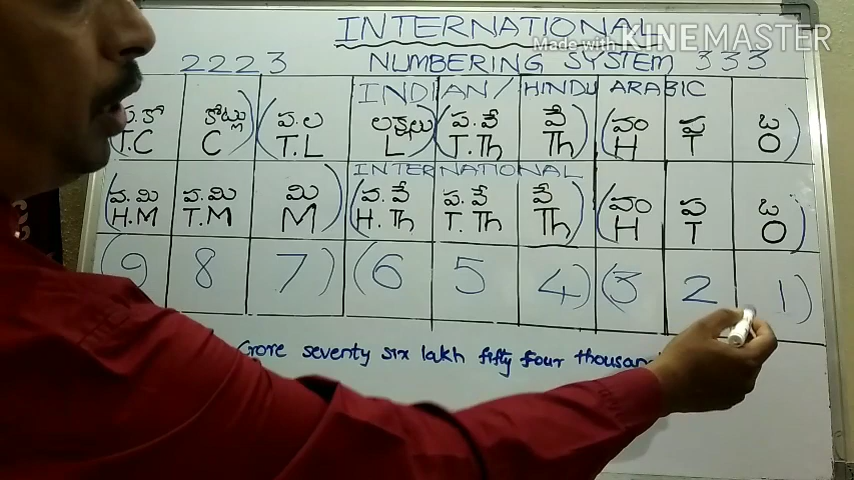 INTERNATIONAL
Made with KINEMASTER
2223 NUMBERING SYSTEM 333
INDIAN/ HINDU ARABIC
ప.కో కోట్లు) (ప.ల లక్షలు) (ప.వే వే) (వం ప ఒ)
(T.C C T.L L T.Th Th H T O
INTERNATIONAL
(వ.మి ప.మి మి) (వ.వే ప.వే వే) (వం ప ఒ)
H.M T.M M H.Th T.Th Th H T O
(9 8 7) (6 5 4) (3 2 1)
Crore seventy six lakh fifty four thousan